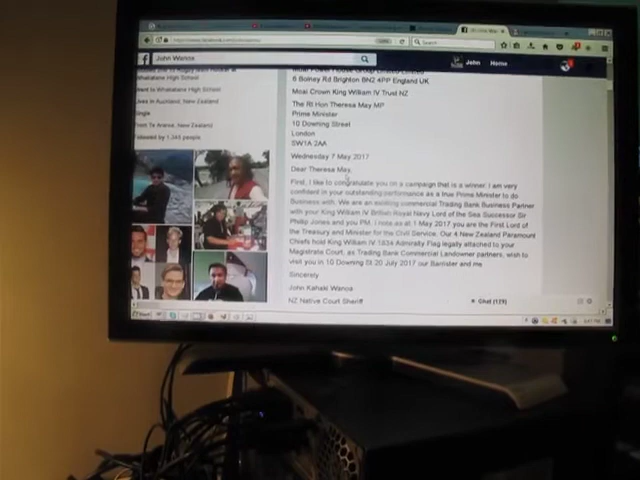 John Wanoa
Search
John Home
Whakatane High School
Went to Whakatane High School
Lives in Auckland, New Zealand
Single
From Te Araroa, New Zealand
Followed by 1,345 people
Moai Power House Group Limited
6 Bolney Rd Brighton BN2 4PP England UK
Moai Crown King William IV Trust NZ
The Rt Hon Theresa May MP
Prime Minister
10 Downing Street
London
SW1A 2AA
Wednesday 7 May 2017
Dear Theresa May,
First, I like to congratulate you on a campaign that is a winner. I am very
confident in your outstanding performance as a true Prime Minister to do
Business with. We are an existing commercial Trading Bank Business Partner
with your King William IV British Royal Navy Lord of the Sea Successor Sir
Philip Jones and you PM. I note as at 1 May 2017 you are the First Lord of
the Treasury and Minister for the Civil Service. Our 4 New Zealand Paramount
Chiefs hold King William IV 1834 Admiralty Flag legally attached to your
Magistrate Court, as Trading Bank Commercial Landowner partners, wish to
visit you in 10 Downing St 20 July 2017 our Barrister and me
Sincerely
John Kahaki Wanoa
NZ Native Court Sheriff
Chat (129)
Start